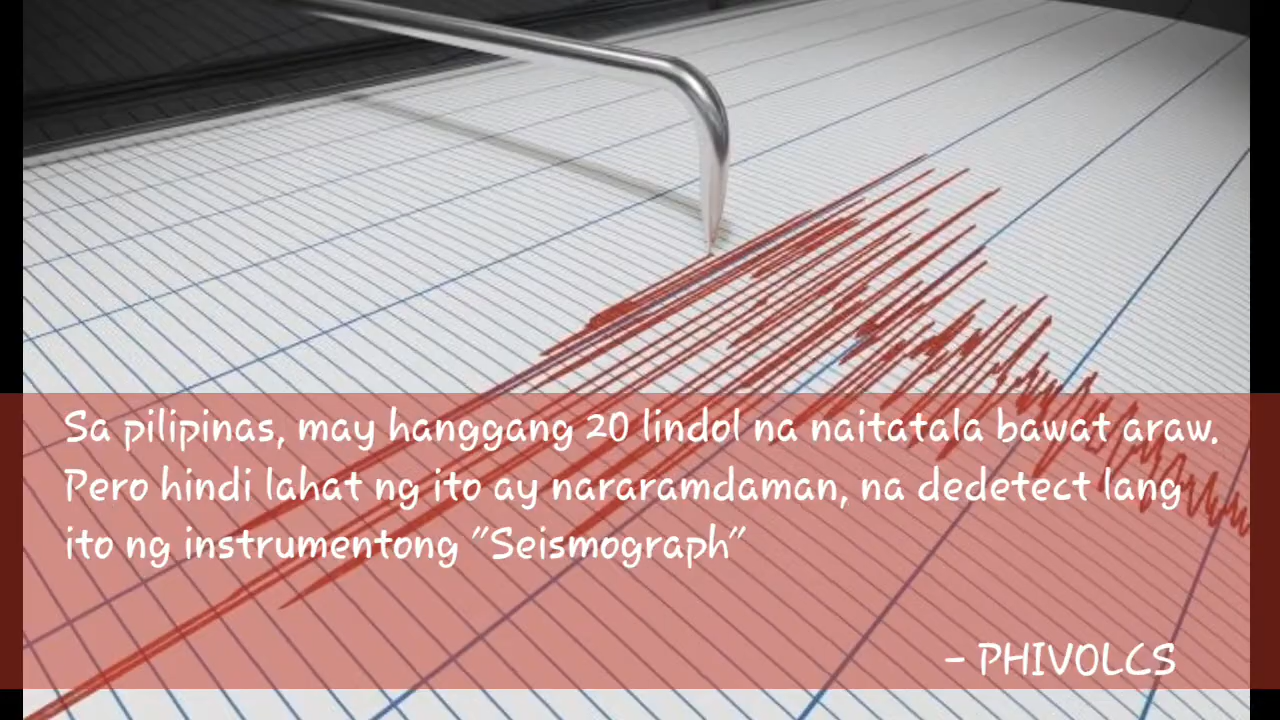 Sa pilipinas, may hanggang 20 lindol na naitatala bawat araw.
Pero hindi lahat ng ito ay nararamdaman, na dedetect lang
ito ng instrumentong "Seismograph"
- PHIVOLCS